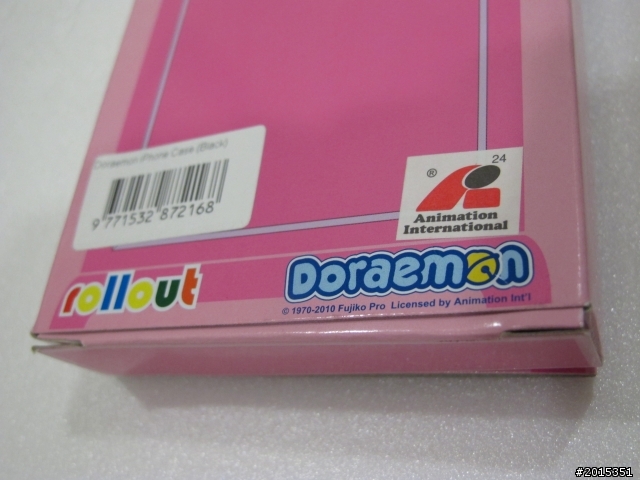 Doraemon iPhone Case (Black)
9 771532 872168
24
®
Animation
International
rollout
Doraemon
© 1970-2010 Fujiko Pro Licensed by Animation Int'l
#2015351